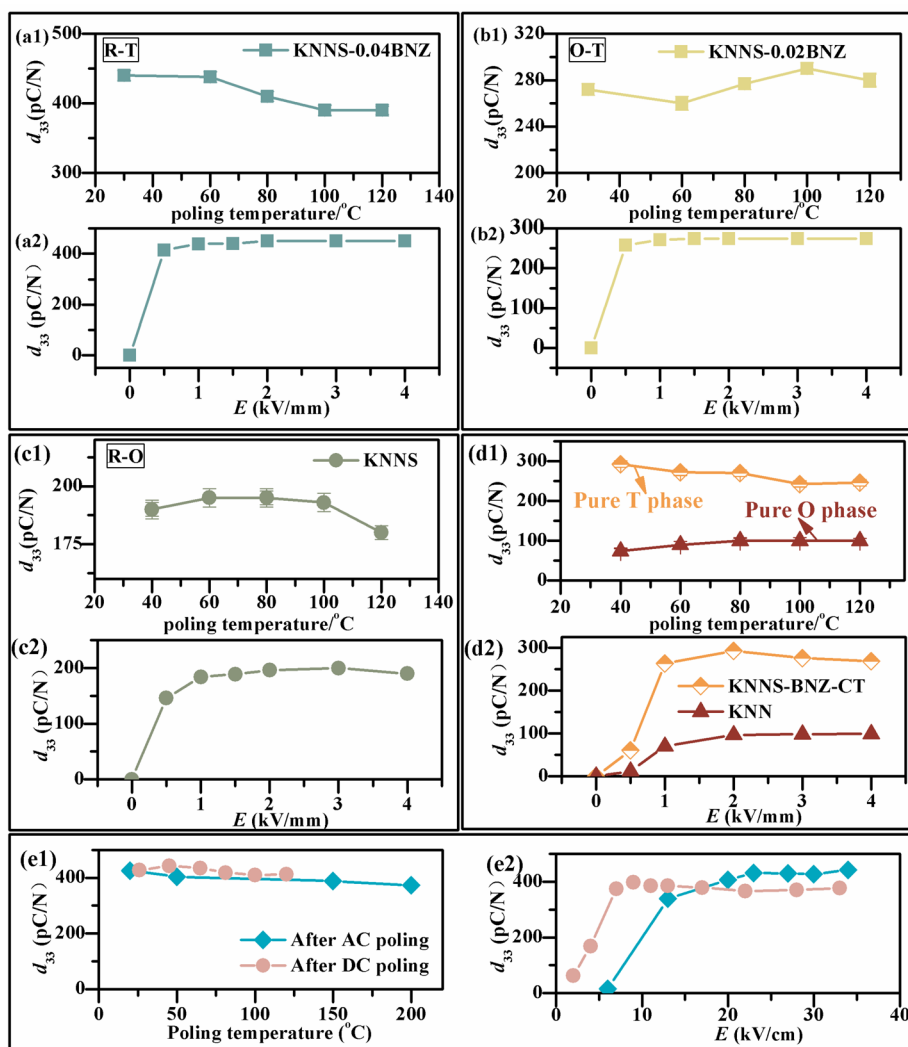 (a1) R-T KNNS-0.04BNZ
d33(pC/N)
500
400
300
20 40 60 80 100 120 140
poling temperature/°C
(a2)
d33 (pC/N)
400
200
0
0 1 2 3 4
E (kV/mm)
(b1) O-T KNNS-0.02BNZ
d33(pC/N)
320
280
240
200
20 40 60 80 100 120
poling temperature/°C
(b2)
d33 (pC/N)
300
200
100
0
0 1 2 3 4
E (kV/mm)
(c1) R-O KNNS
d33(pC/N)
200
175
20 40 60 80 100 120 140
poling temperature/°C
(c2)
d33 (pC/N)
200
100
0
0 1 2 3 4
E (kV/mm)
(d1)
d33(pC/N)
300
250
100
50
0
Pure T phase
Pure O phase
20 40 60 80 100 120
poling temperature/°C
(d2)
d33 (pC/N)
300
200
100
0
KNNS-BNZ-CT
KNN
0 1 2 3 4
E (kV/mm)
(e1)
d33 (pC/N)
400
200
0
After AC poling
After DC poling
0 50 100 150 200
Poling temperature (°C)
(e2)
d33 (pC/N)
400
200
0
0 10 20 30 40
E (kV/cm)